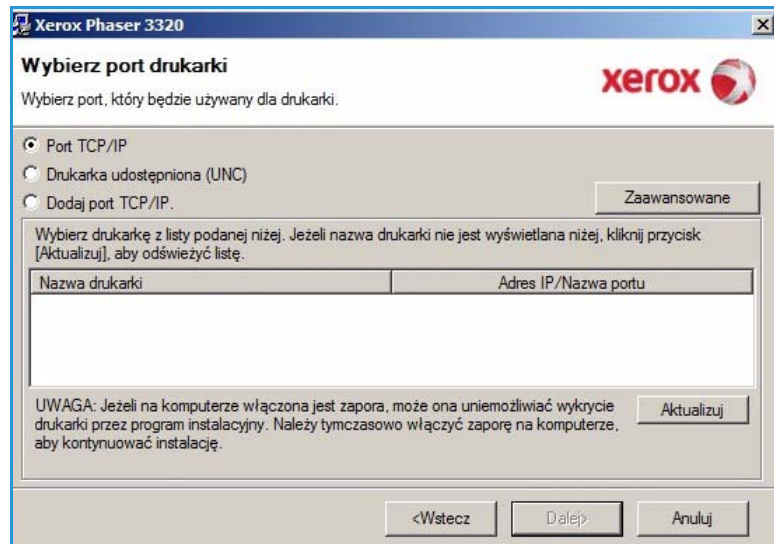 Xerox Phaser 3320
Wybierz port drukarki
Wybierz port, który będzie używany dla drukarki.
xerox
Port TCP/IP
Drukarka udostępniona (UNC)
Dodaj port TCP/IP.
Zaawansowane
Wybierz drukarkę z listy podanej niżej. Jeżeli nazwa drukarki nie jest wyświetlana niżej, kliknij przycisk
[Aktualizuj], aby odświeżyć listę.
Nazwa drukarki Adres IP/Nazwa portu
UWAGA: Jeżeli na komputerze włączona jest zapora, może ona uniemożliwiać wykrycie
drukarki przez program instalacyjny. Należy tymczasowo włączyć zaporę na komputerze,
aby kontynuować instalację.
Aktualizuj
<Wstecz Dalej> Anuluj